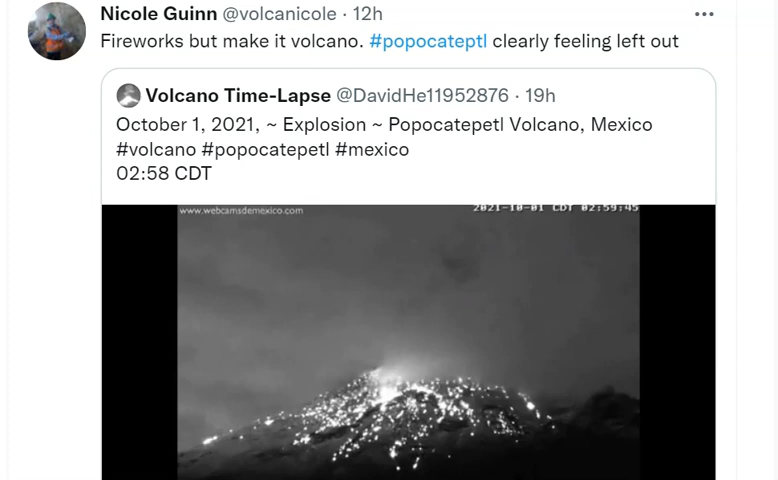 Nicole Guinn @volcanicole · 12h
Fireworks but make it volcano. #popocateptl clearly feeling left out
Volcano Time-Lapse @DavidHe11952876 · 19h
October 1, 2021, ~ Explosion ~ Popocatepetl Volcano, Mexico
#volcano #popocatepetl #mexico
02:58 CDT
www.webcamsdemexico.com 2021-10-01 CDT 02:59:45